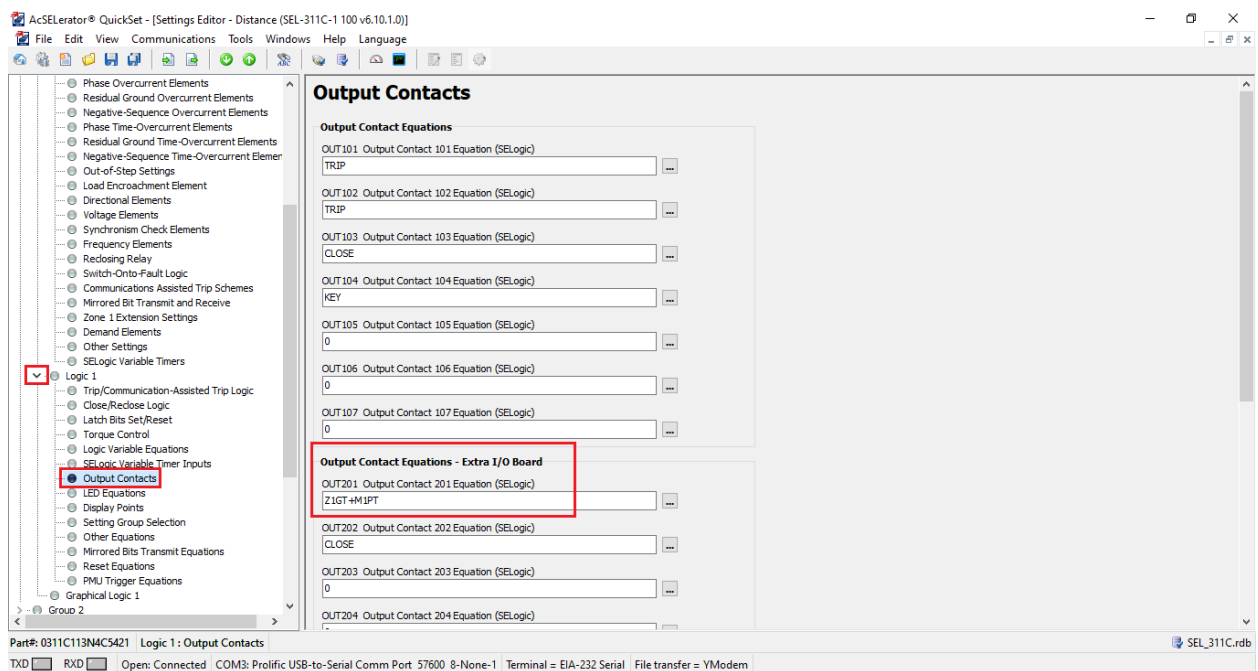 AcSELerator® QuickSet - [Settings Editor - Distance (SEL-311C-1 100 v6.10.1.0)]
File Edit View Communications Tools Windows Help Language
Phase Overcurrent Elements
Residual Ground Overcurrent Elements
Negative-Sequence Overcurrent Elements
Phase Time-Overcurrent Elements
Residual Ground Time-Overcurrent Elements
Negative-Sequence Time-Overcurrent Elemen
Out-of-Step Settings
Load Encroachment Element
Directional Elements
Voltage Elements
Synchronism Check Elements
Frequency Elements
Reclosing Relay
Switch-Onto-Fault Logic
Communications Assisted Trip Schemes
Mirrored Bit Transmit and Receive
Zone 1 Extension Settings
Demand Elements
Other Settings
SELogic Variable Timers
Logic 1
Trip/Communication-Assisted Trip Logic
Close/Reclose Logic
Latch Bits Set/Reset
Torque Control
Logic Variable Equations
SELogic Variable Timer Inputs
Output Contacts
LED Equations
Display Points
Setting Group Selection
Other Equations
Mirrored Bits Transmit Equations
Reset Equations
PMU Trigger Equations
Graphical Logic 1
Group 2
Output Contacts
Output Contact Equations
OUT101 Output Contact 101 Equation (SELogic)
TRIP
...
OUT102 Output Contact 102 Equation (SELogic)
TRIP
...
OUT103 Output Contact 103 Equation (SELogic)
CLOSE
...
OUT104 Output Contact 104 Equation (SELogic)
KEY
...
OUT105 Output Contact 105 Equation (SELogic)
0
...
OUT106 Output Contact 106 Equation (SELogic)
0
...
OUT107 Output Contact 107 Equation (SELogic)
0
...
Output Contact Equations - Extra I/O Board
OUT201 Output Contact 201 Equation (SELogic)
Z1GT+M1PT
...
OUT202 Output Contact 202 Equation (SELogic)
CLOSE
...
OUT203 Output Contact 203 Equation (SELogic)
0
...
OUT204 Output Contact 204 Equation (SELogic)
Part#: 0311C113N4C5421 Logic 1 : Output Contacts SEL_311C.rdb
TXD RXD Open: Connected COM3: Prolific USB-to-Serial Comm Port 57600 8-None-1 Terminal = EIA-232 Serial File transfer = YModem